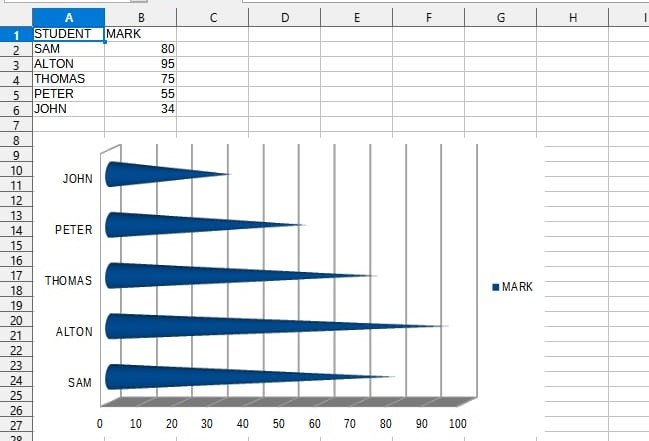 A B C D E F G H I
1 STUDENT MARK
2 SAM 80
3 ALTON 95
4 THOMAS 75
5 PETER 55
6 JOHN 34
7
8
9
10
11
12
13
14
15
16
17
18
19
20
21
22
23
24
25
26
27
28
JOHN
PETER
THOMAS
MARK
ALTON
SAM
0 10 20 30 40 50 60 70 80 90 100